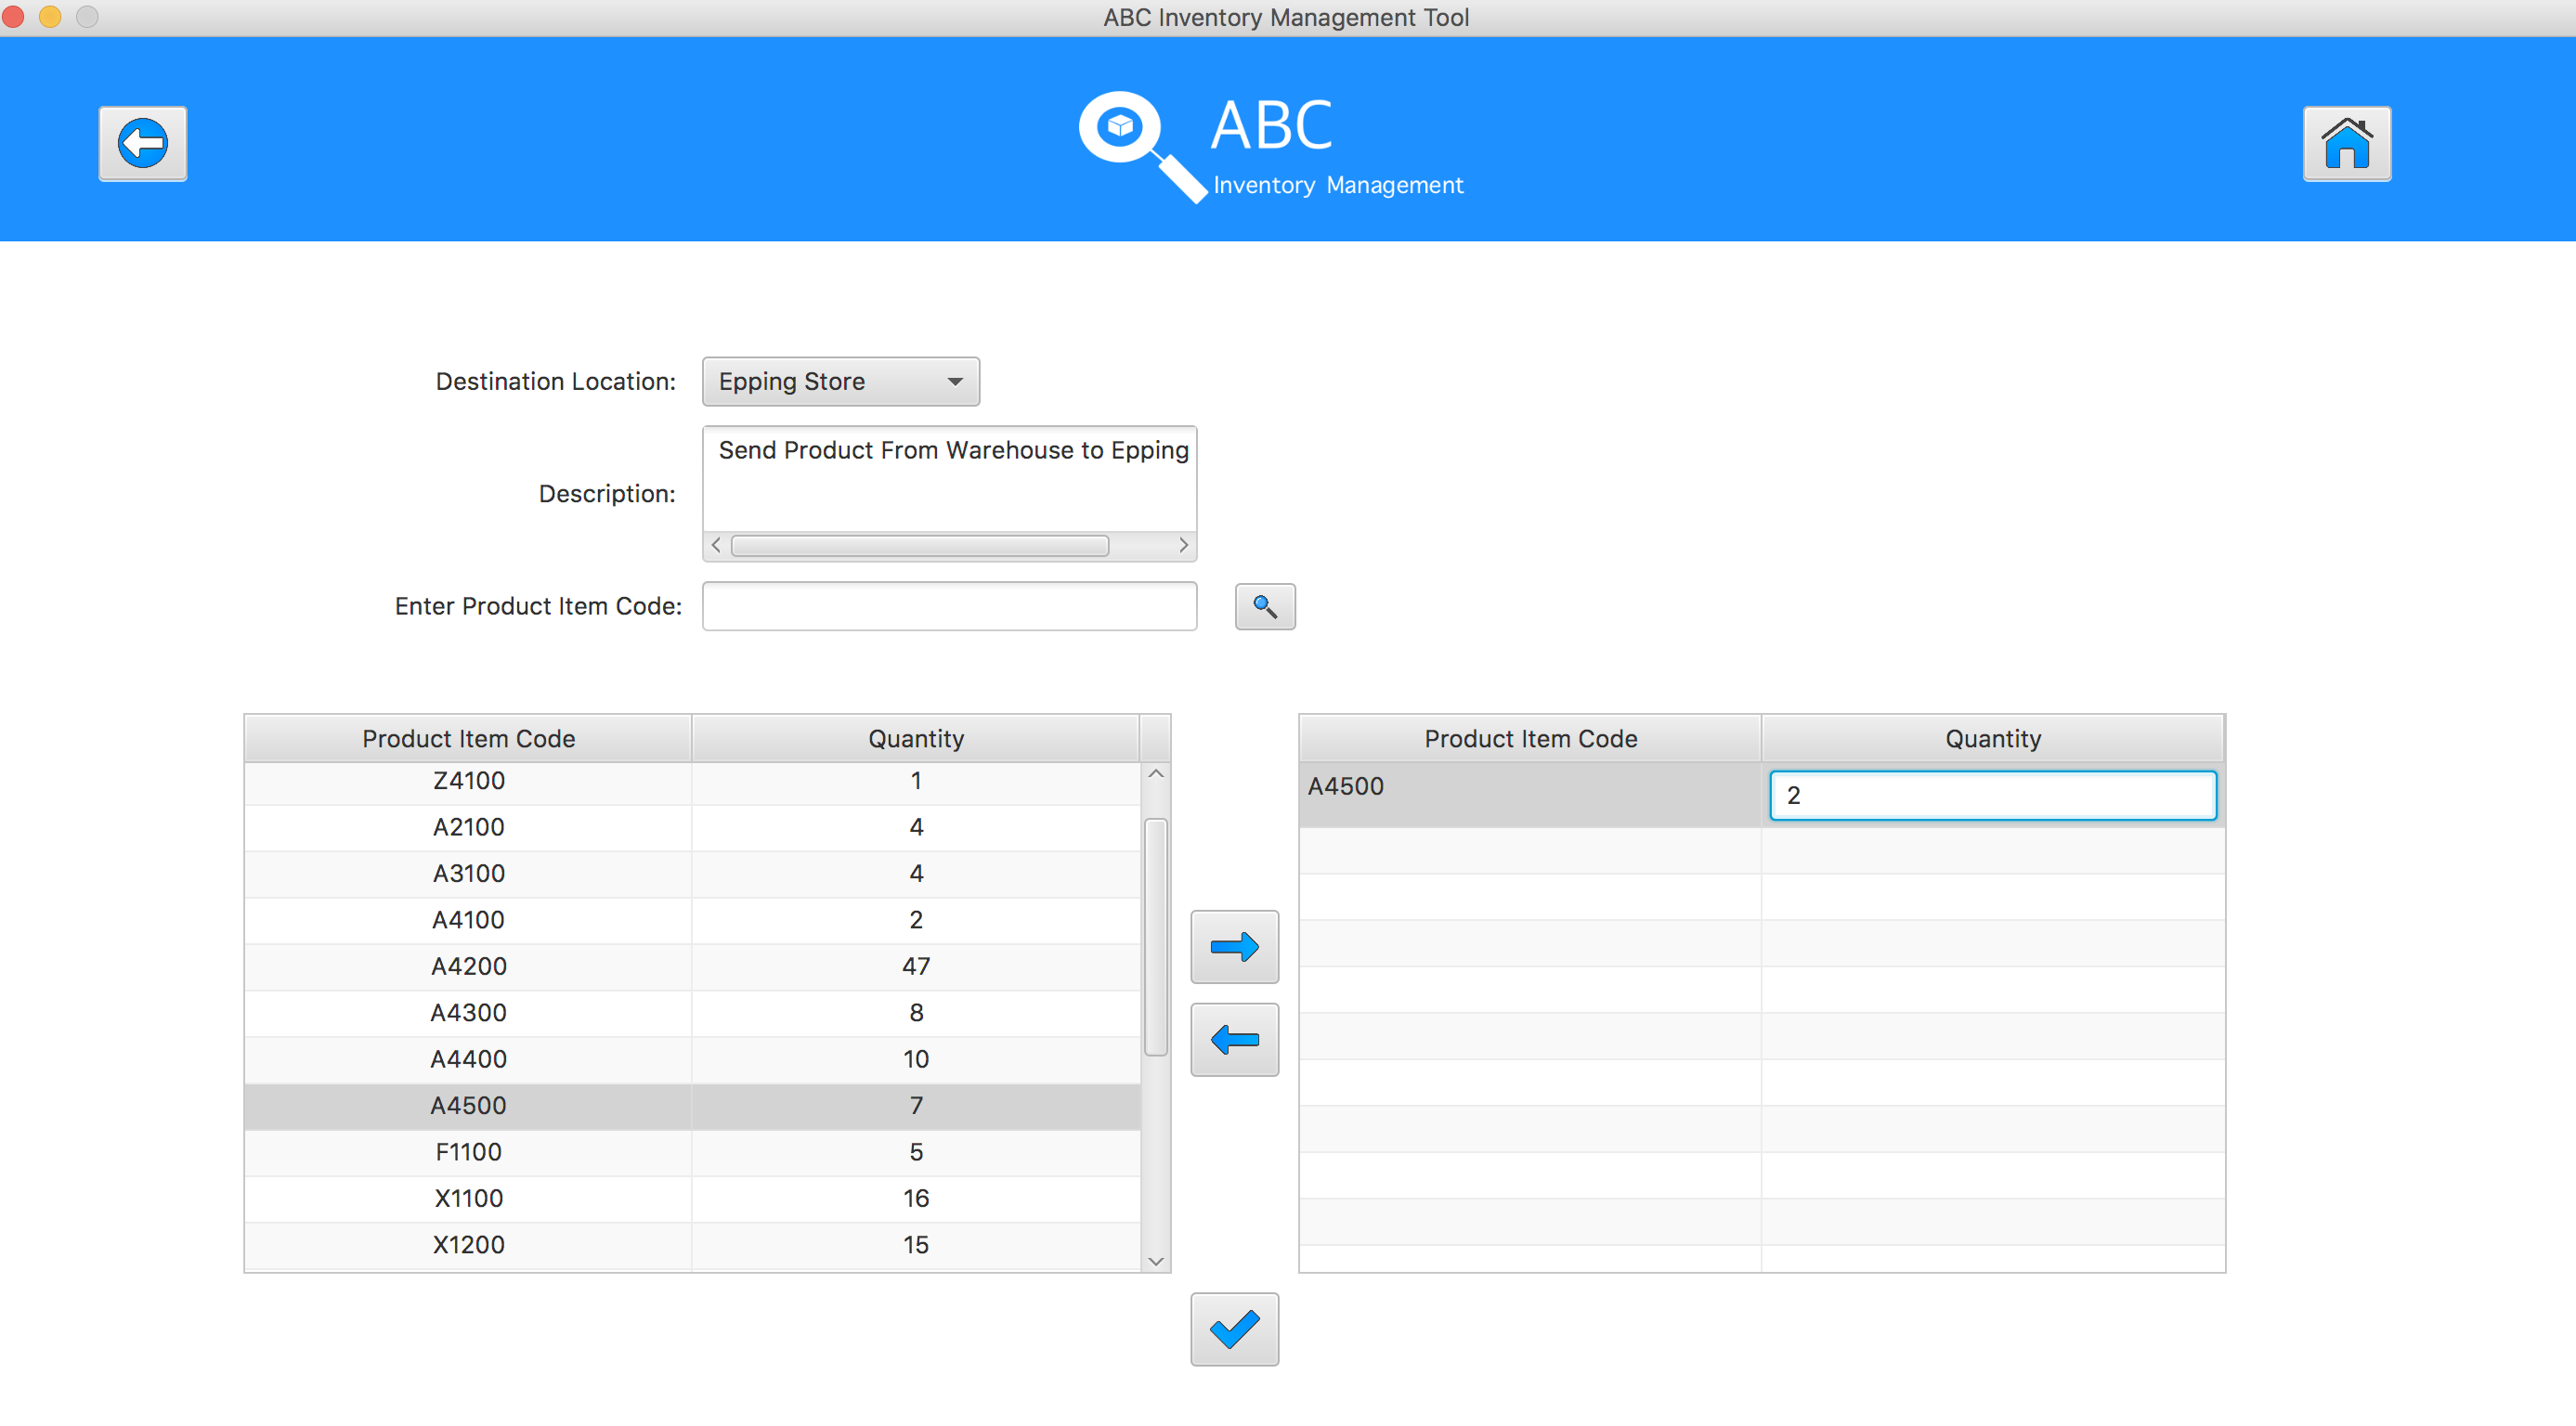 ABC Inventory Management Tool
ABC
Inventory Management
Destination Location: Epping Store
Description: Send Product From Warehouse to Epping
Enter Product Item Code:
Product Item Code Quantity
Z4100 1
A2100 4
A3100 4
A4100 2
A4200 47
A4300 8
A4400 10
A4500 7
F1100 5
X1100 16
X1200 15
Product Item Code Quantity
A4500 2